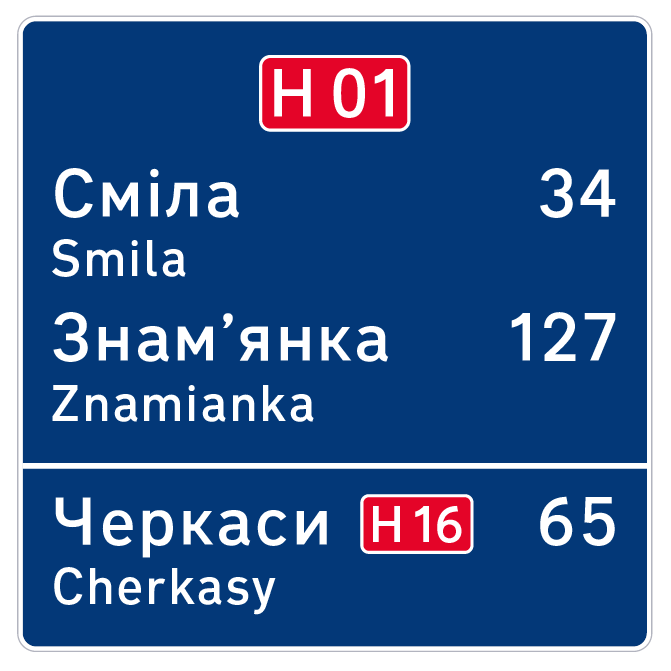 Н 01
Сміла 34
Smila
Знам’янка 127
Znamianka
Черкаси Н 16 65
Cherkasy